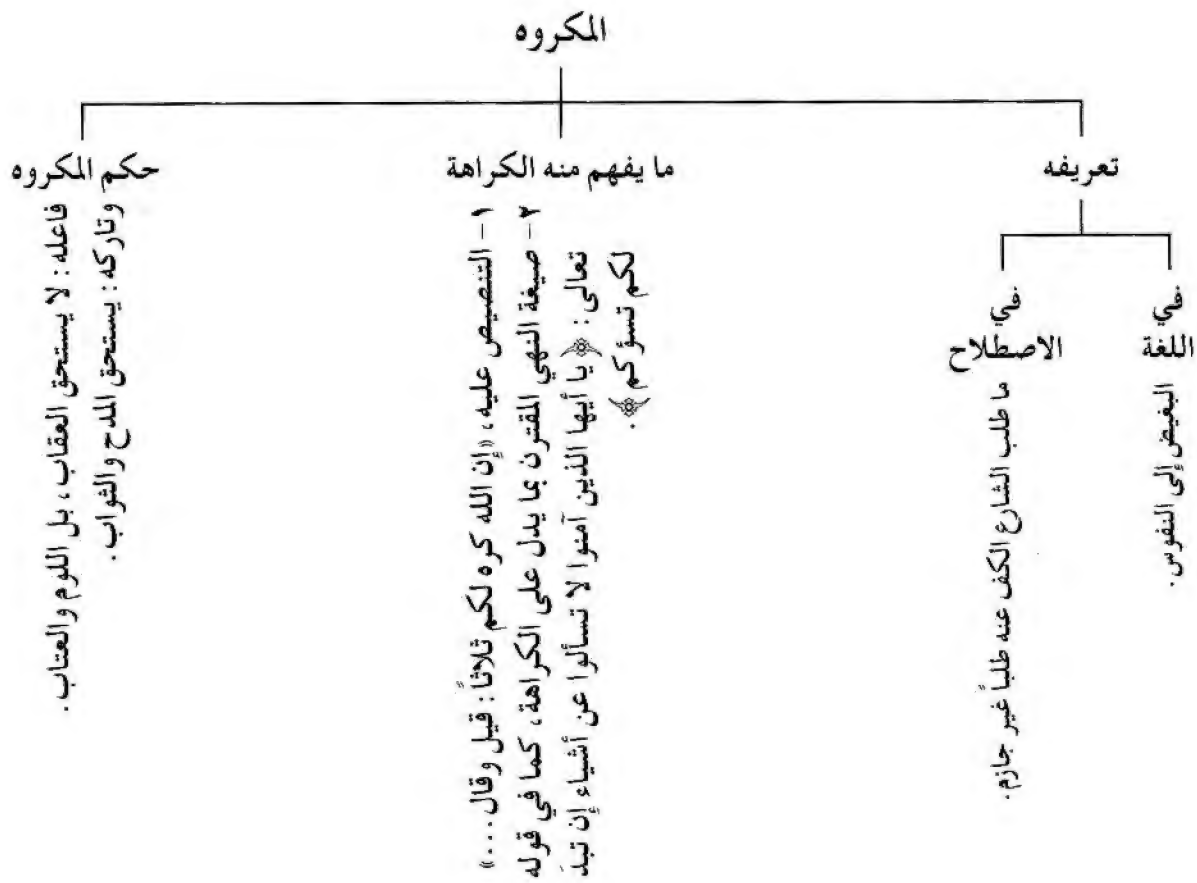 المكروه
تعريفه
في
اللغة
البغيض إلى النفوس.
في
الاصطلاح
ما طلب الشارع الكف عنه طلباً غير جازم.
ما يفهم منه الكراهة
١- التنصيص عليه، «إن الله كره لكم ثلاثاً: قيل وقال...»
٢- صيغة النهي المقترن بما يدل على الكراهة، كما في قوله
تعالى: ﴿يا أيها الذين آمنوا لا تسألوا عن أشياء إن تبدَ
لكم تسؤكم﴾.
حكم المكروه
فاعله: لا يستحق العقاب، بل اللوم والعتاب.
وتاركه: يستحق المدح والثواب.